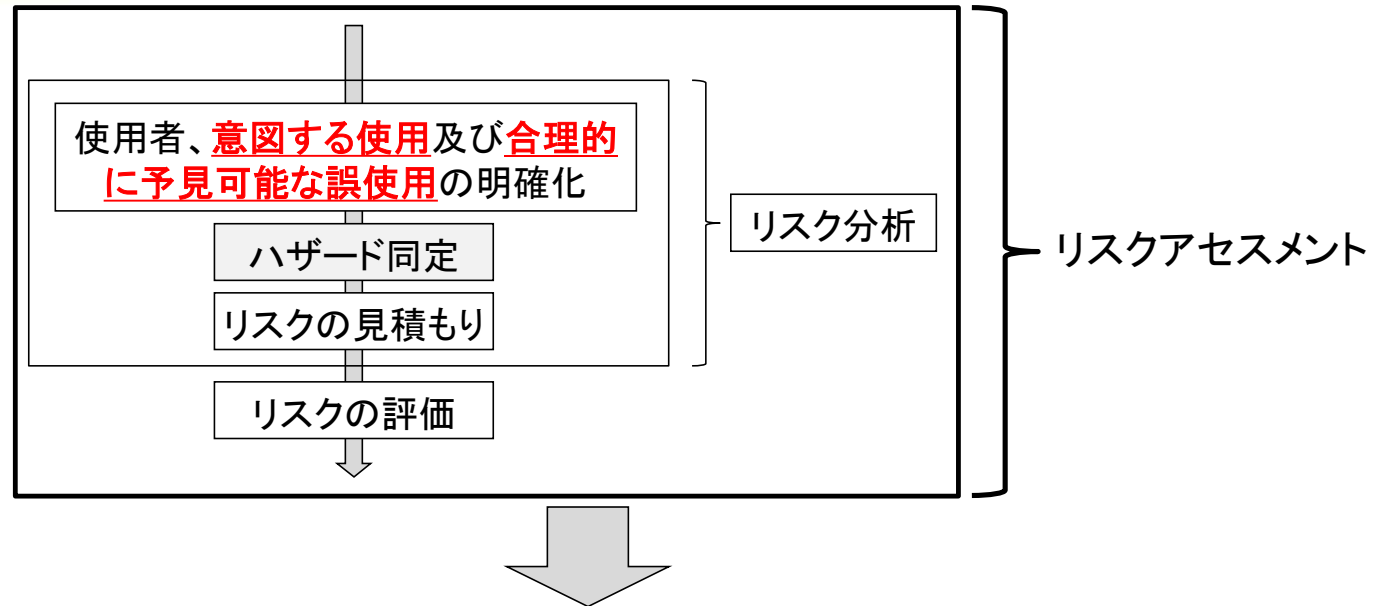 使用者、意図する使用及び合理的
に予見可能な誤使用の明確化
ハザード同定
リスクの見積もり
リスクの評価
リスク分析
リスクアセスメント